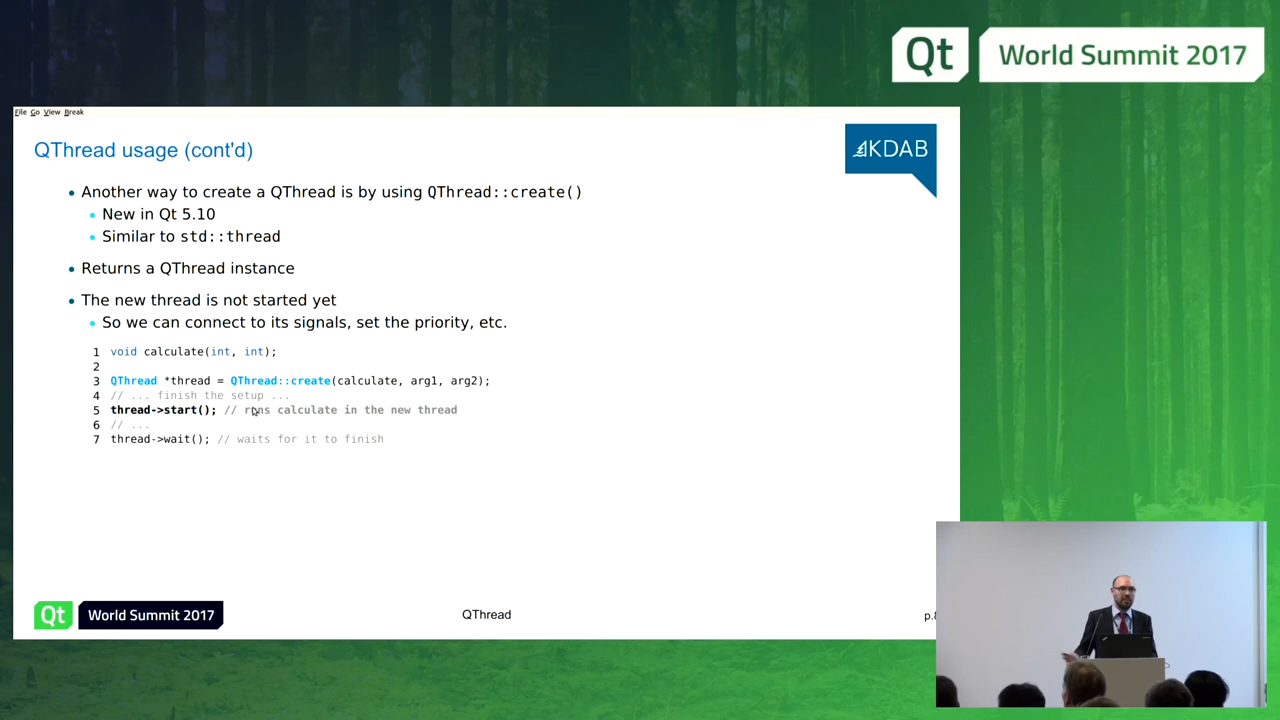 Qt World Summit 2017
File Go View Break
QThread usage (cont'd)
KDAB
Another way to create a QThread is by using QThread::create()
New in Qt 5.10
Similar to std::thread
Returns a QThread instance
The new thread is not started yet
So we can connect to its signals, set the priority, etc.
1 void calculate(int, int);
2
3 QThread *thread = QThread::create(calculate, arg1, arg2);
4 // ... finish the setup ...
5 thread->start(); // runs calculate in the new thread
6 // ...
7 thread->wait(); // waits for it to finish
Qt World Summit 2017
QThread